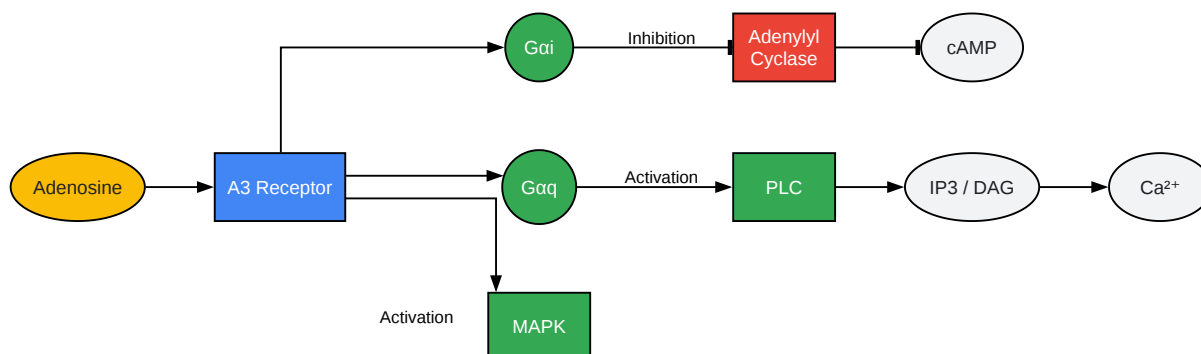 Gαi
Inhibition
Adenylyl
Cyclase
cAMP
Adenosine
A3 Receptor
Gαq
Activation
PLC
IP3 / DAG
Ca²⁺
Activation
MAPK